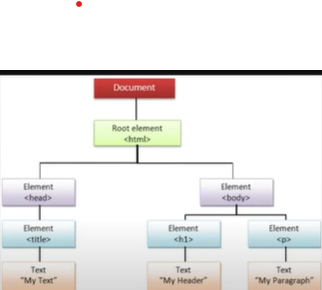 Document
Root element
<html>
Element
<head>
Element
<body>
Element
<title>
Element
<h1>
Element
<p>
Text
"My Text"
Text
"My Header"
Text
"My Paragraph"